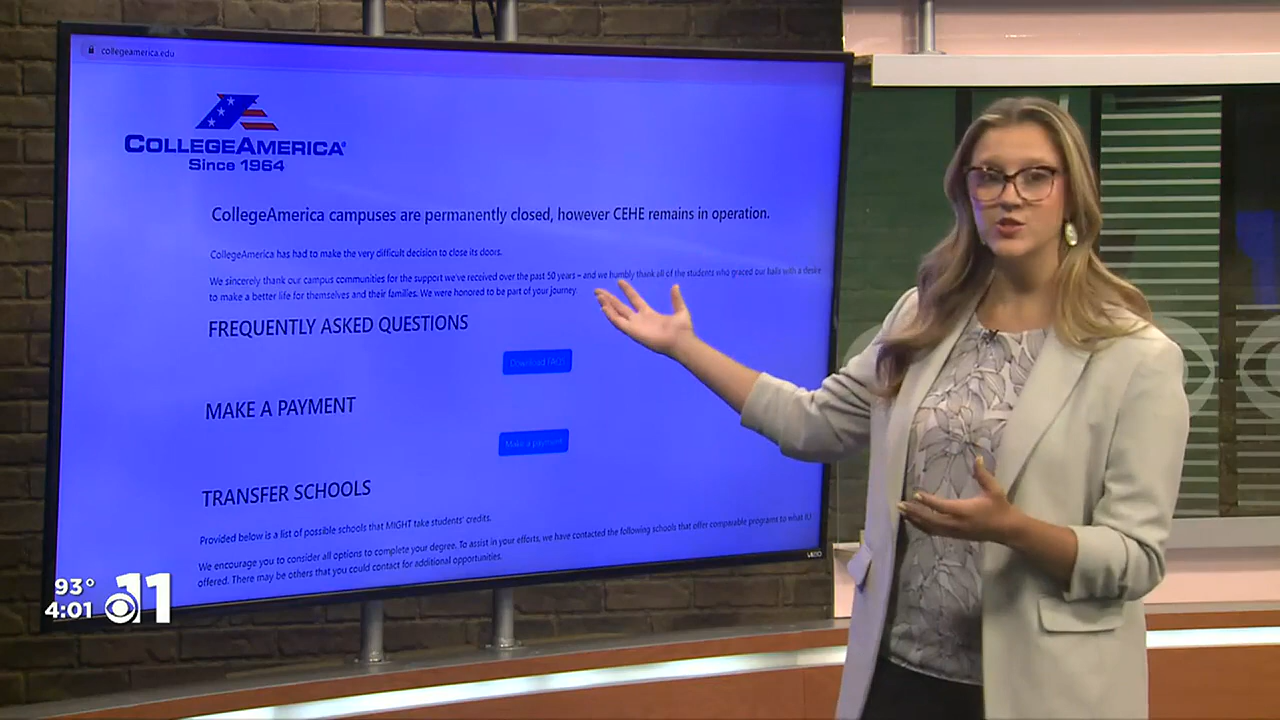 collegeamerica.edu
COLLEGEAMERICA®
Since 1964
CollegeAmerica campuses are permanently closed, however CEHE remains in operation.
CollegeAmerica has had to make the very difficult decision to close its doors.
We sincerely thank our campus communities for the support we've received over the past 50 years – and we humbly thank all of the students who graced our halls with a desire
to make a better life for themselves and their families. We were honored to be part of your journey.
FREQUENTLY ASKED QUESTIONS
Download FAQs
MAKE A PAYMENT
Make a payment
TRANSFER SCHOOLS
Provided below is a list of possible schools that MIGHT take students' credits.
We encourage you to consider all options to complete your degree. To assist in your efforts, we have contacted the following schools that offer comparable programs to what
offered. There may be others that you could contact for additional opportunities.
VIZIO
93°
4:01
11